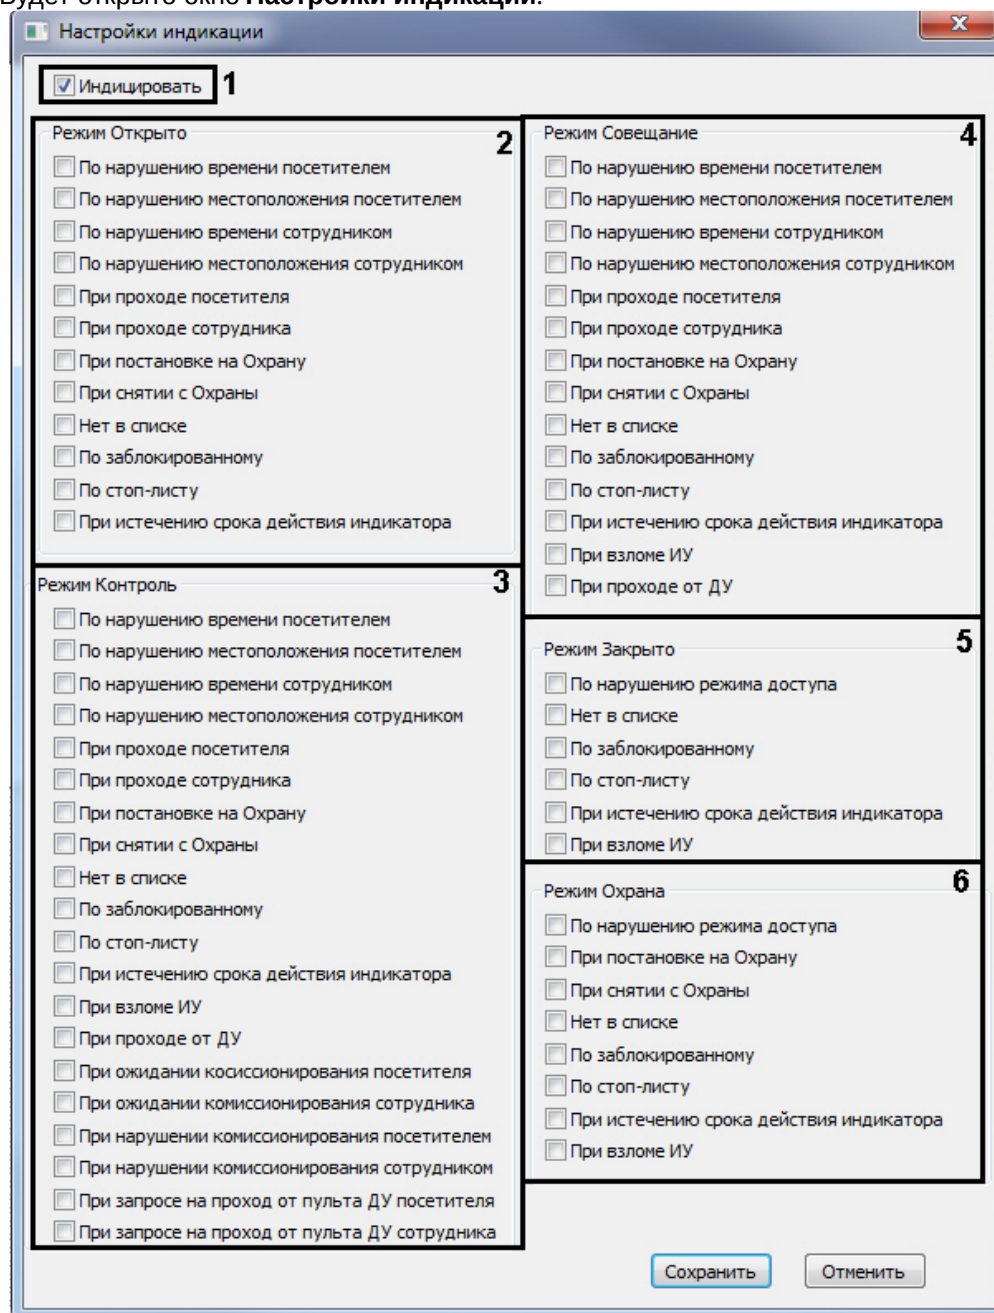 Будет открыто окно Настройки индикации.
Настройки индикации
Индицировать 1
Режим Открыто 2
По нарушению времени посетителем
По нарушению местоположения посетителем
По нарушению времени сотрудником
По нарушению местоположения сотрудником
При проходе посетителя
При проходе сотрудника
При постановке на Охрану
При снятии с Охраны
Нет в списке
По заблокированному
По стоп-листу
При истечению срока действия индикатора
Режим Контроль 3
По нарушению времени посетителем
По нарушению местоположения посетителем
По нарушению времени сотрудником
По нарушению местоположения сотрудником
При проходе посетителя
При проходе сотрудника
При постановке на Охрану
При снятии с Охраны
Нет в списке
По заблокированному
По стоп-листу
При истечению срока действия индикатора
При взломе ИУ
При проходе от ДУ
При ожидании косиссионирования посетителя
При ожидании комиссионирования сотрудника
При нарушении комиссионирования посетителем
При нарушении комиссионирования сотрудником
При запросе на проход от пульта ДУ посетителя
При запросе на проход от пульта ДУ сотрудника
Режим Совещание 4
По нарушению времени посетителем
По нарушению местоположения посетителем
По нарушению времени сотрудником
По нарушению местоположения сотрудником
При проходе посетителя
При проходе сотрудника
При постановке на Охрану
При снятии с Охраны
Нет в списке
По заблокированному
По стоп-листу
При истечению срока действия индикатора
При взломе ИУ
При проходе от ДУ
Режим Закрыто 5
По нарушению режима доступа
Нет в списке
По заблокированному
По стоп-листу
При истечению срока действия индикатора
При взломе ИУ
Режим Охрана 6
По нарушению режима доступа
При постановке на Охрану
При снятии с Охраны
Нет в списке
По заблокированному
По стоп-листу
При истечению срока действия индикатора
При взломе ИУ
Сохранить Отменить